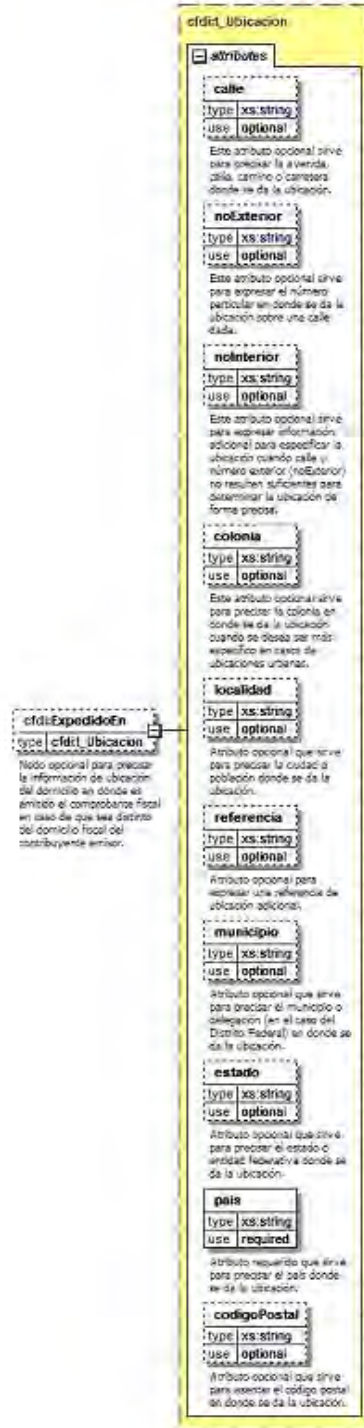 cfdi:t_Ubicacion
attributes
calle
type xs:string
use optional
Este atributo opcional sirve
para precisar la avenida,
calle, camino o carretera
donde se da la ubicación.
noExterior
type xs:string
use optional
Este atributo opcional sirve
para expresar el número
particular en donde se da la
ubicación sobre una calle
dada.
noInterior
type xs:string
use optional
Este atributo opcional sirve
para expresar información
adicional para especificar la
ubicación cuando calle y
número exterior (noExterior)
no resulten suficientes para
determinar la ubicación de
forma precisa.
colonia
type xs:string
use optional
Este atributo opcional sirve
para precisar la colonia en
donde se da la ubicación
cuando se desea ser más
específico en casos de
ubicaciones urbanas.
localidad
type xs:string
use optional
Atributo opcional que sirve
para precisar la ciudad o
población donde se da la
ubicación.
cfdi:ExpedidoEn
type cfdi:t_Ubicacion
Nodo opcional para precisar
la información de ubicación
del domicilio en donde es
emitido el comprobante fiscal
en caso de que sea distinto
del domicilio fiscal del
contribuyente emisor.
referencia
type xs:string
use optional
Atributo opcional para
expresar una referencia de
ubicación adicional.
municipio
type xs:string
use optional
Atributo opcional que sirve
para precisar el municipio o
delegación (en el caso del
Distrito Federal) en donde se
da la ubicación.
estado
type xs:string
use optional
Atributo opcional que sirve
para precisar el estado o
entidad federativa donde se
da la ubicación.
pais
type xs:string
use required
Atributo requerido que sirve
para precisar el país donde
se da la ubicación.
codigoPostal
type xs:string
use optional
Atributo opcional que sirve
para asentar el código postal
en donde se da la ubicación.